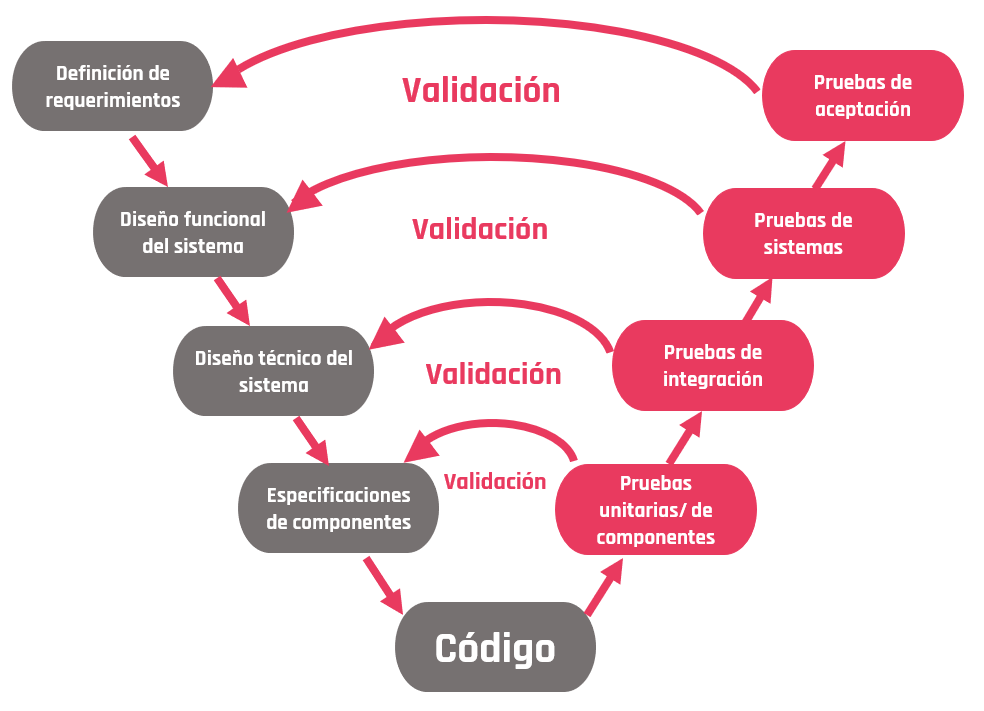 Definición de
requerimientos
Validación
Pruebas de
aceptación
Diseño funcional
del sistema
Validación
Pruebas de
sistemas
Diseño técnico del
sistema
Validación
Pruebas de
integración
Especificaciones
de componentes
Validación
Pruebas
unitarias/ de
componentes
Código